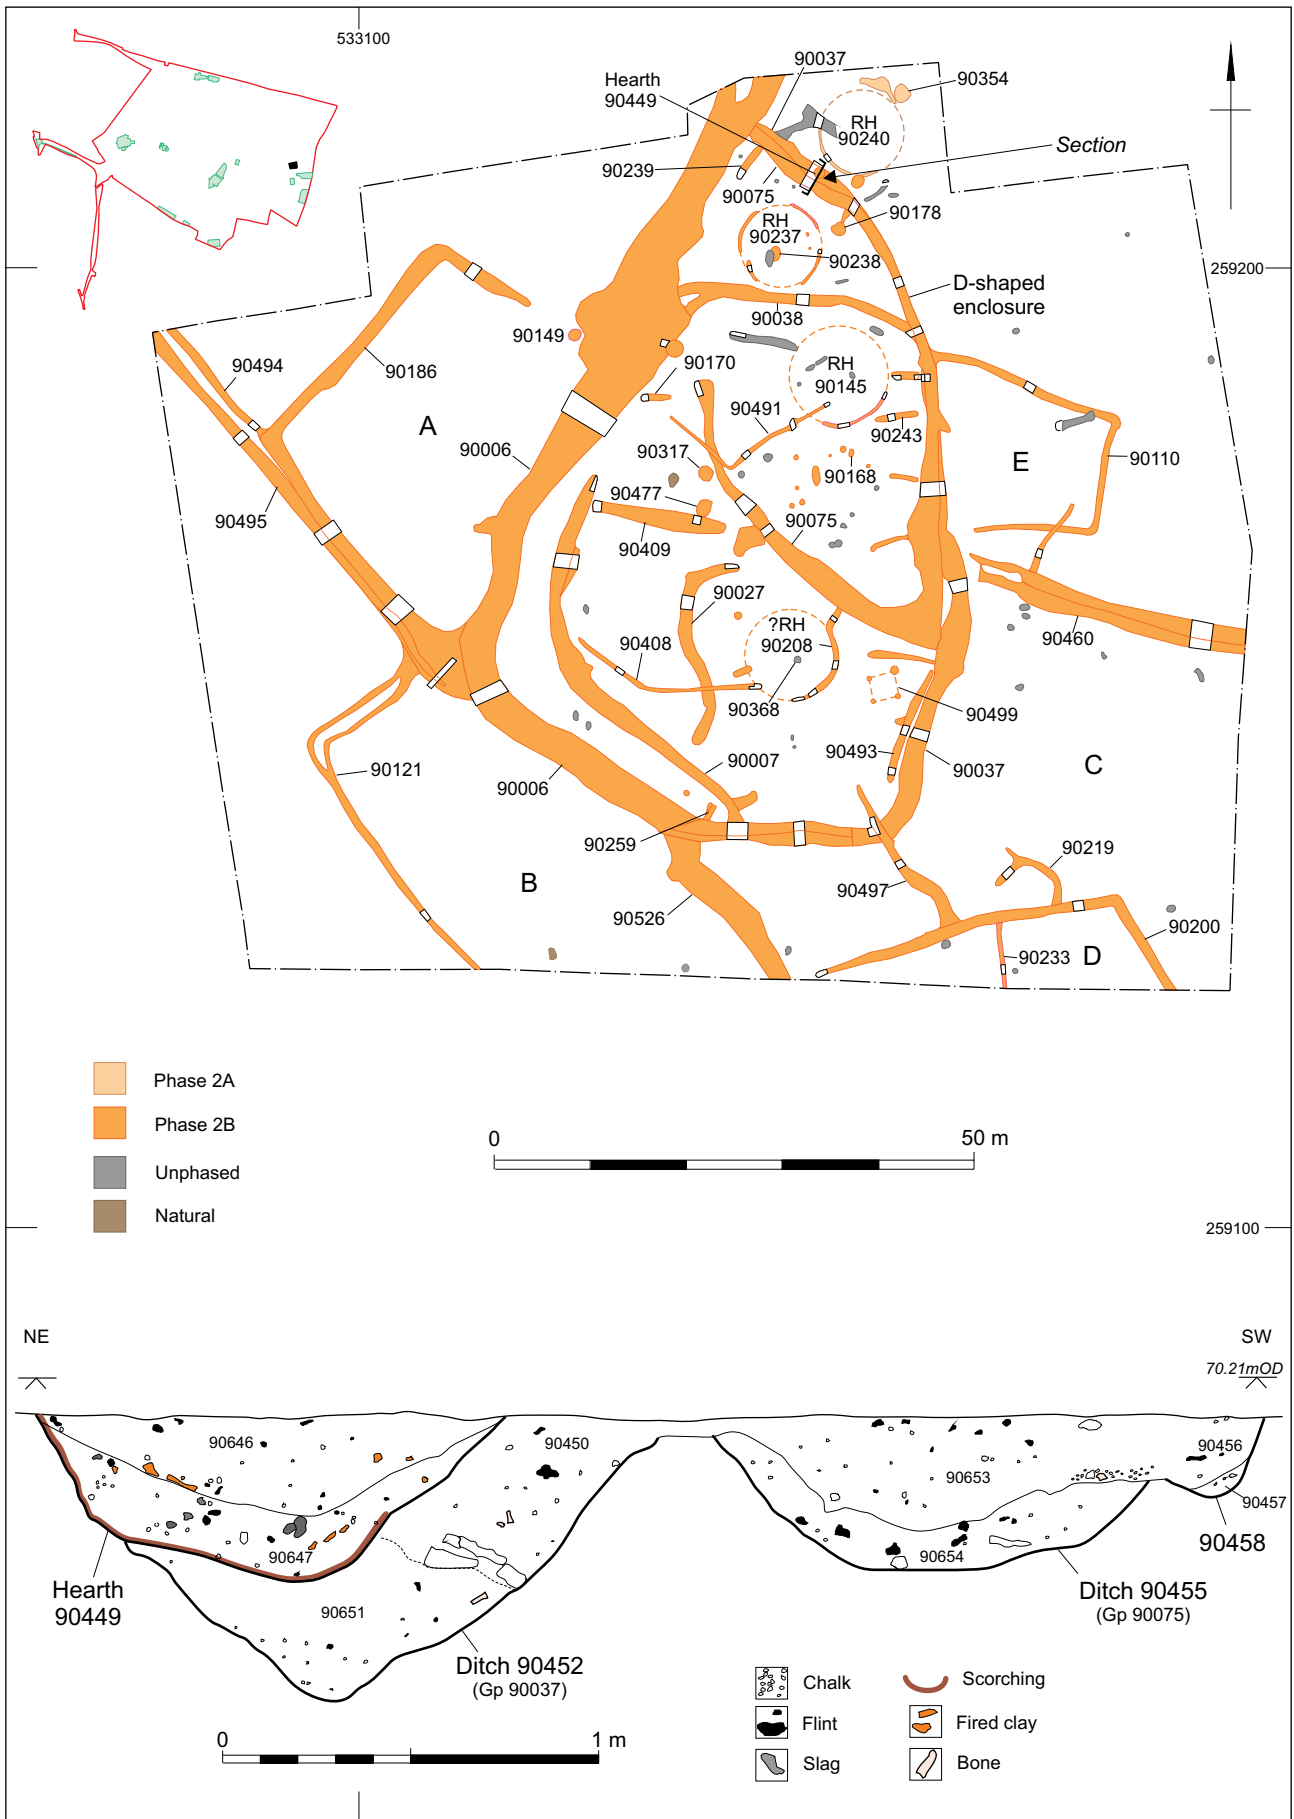 533100
90037
Hearth
90449
90354
RH
90240
Section
90239
90075
90178
RH
90237
90238
259200
D-shaped
enclosure
90038
90149
90494
90186
90170
RH
90145
90491
A
90243
90006
90317
E
90168
90110
90477
90495
90075
90409
90027
?RH
90208
90408
90460
90368
90499
90493
90007
90037
C
90121
90006
90259
90219
B
90497
90526
90200
90233
D
Phase 2A
Phase 2B
Unphased
Natural
0
50 m
259100
NE
SW
70.21mOD
90646
90450
90456
90653
90457
90647
90654
90458
Hearth
90449
90651
Ditch 90455
(Gp 90075)
Ditch 90452
(Gp 90037)
Chalk
Scorching
Flint
Fired clay
Slag
Bone
0
1 m